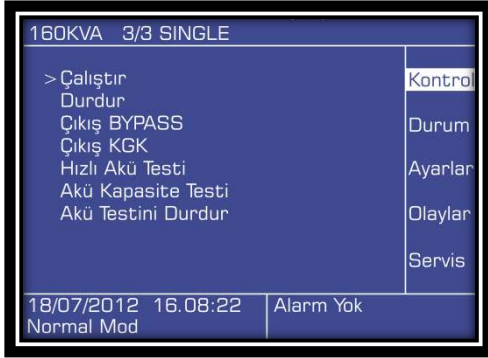 160KVA 3/3 SINGLE
>Çalıştır
Durdur
Çıkış BYPASS
Çıkış KGK
Hızlı Akü Testi
Akü Kapasite Testi
Akü Testini Durdur
Kontrol
Durum
Ayarlar
Olaylar
Servis
18/07/2012 16.08:22
Normal Mod
Alarm Yok